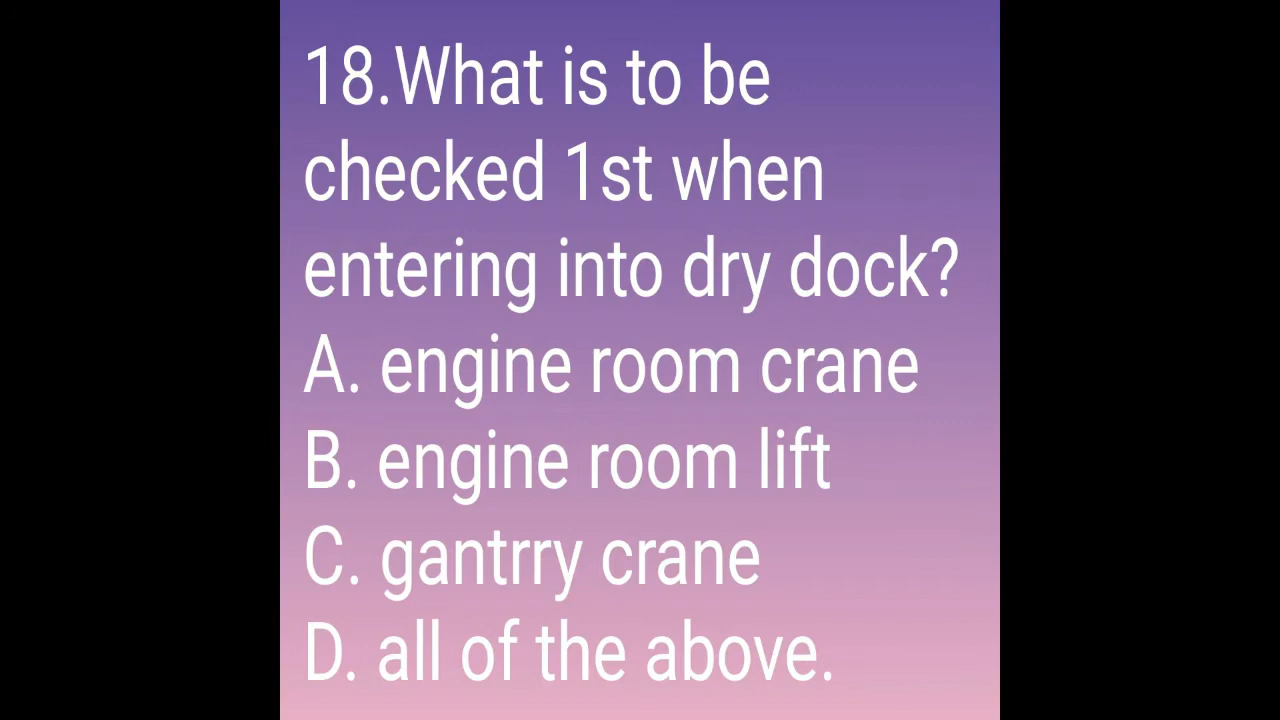 18.What is to be
checked 1st when
entering into dry dock?
A. engine room crane
B. engine room lift
C. gantrry crane
D. all of the above.